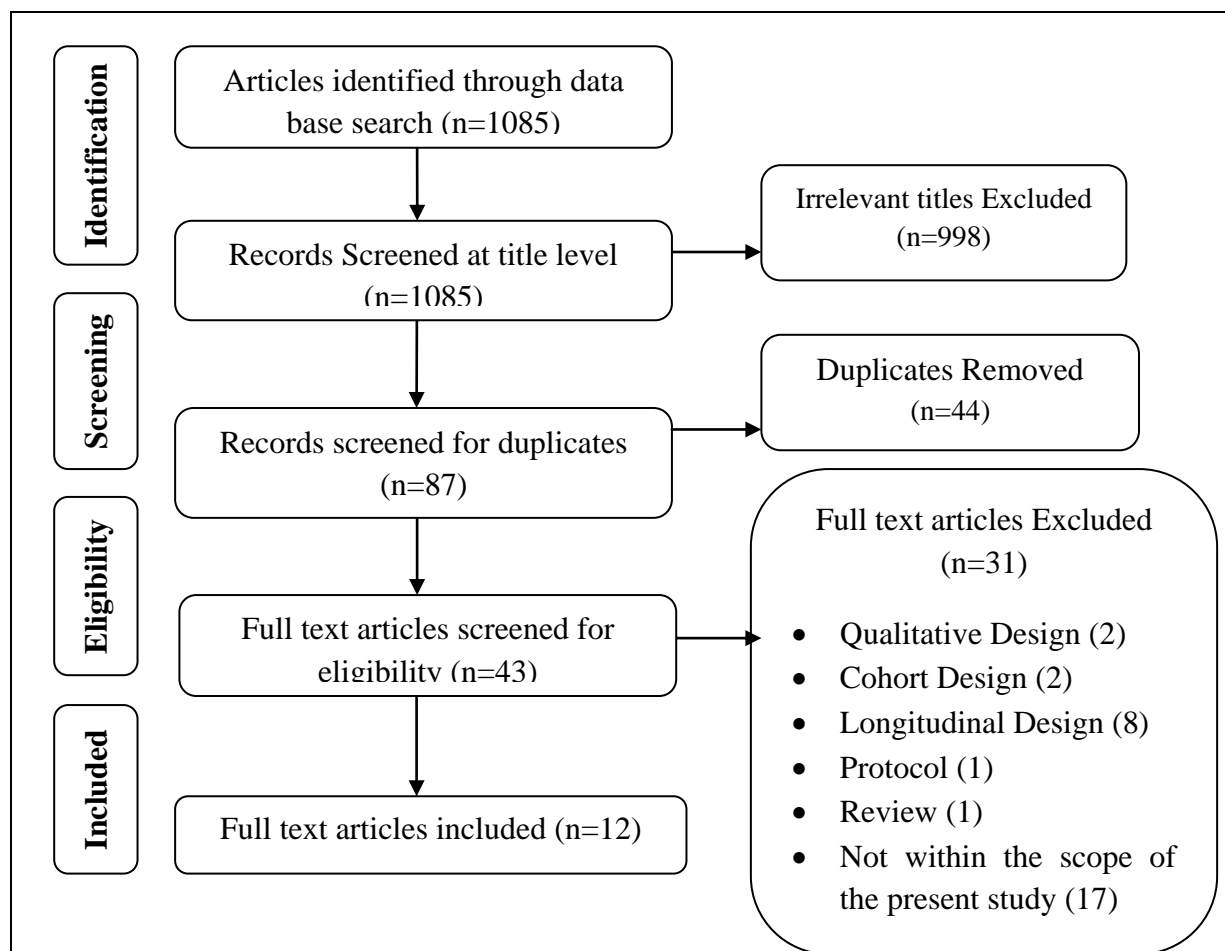 Identification
Articles identified through data
base search (n=1085)
Records Screened at title level
(n=1085)
Irrelevant titles Excluded
(n=998)
Screening
Records screened for duplicates
(n=87)
Duplicates Removed
(n=44)
Eligibility
Full text articles screened for
eligibility (n=43)
Full text articles Excluded
(n=31)
• Qualitative Design (2)
• Cohort Design (2)
• Longitudinal Design (8)
• Protocol (1)
• Review (1)
• Not within the scope of
the present study (17)
Included
Full text articles included (n=12)